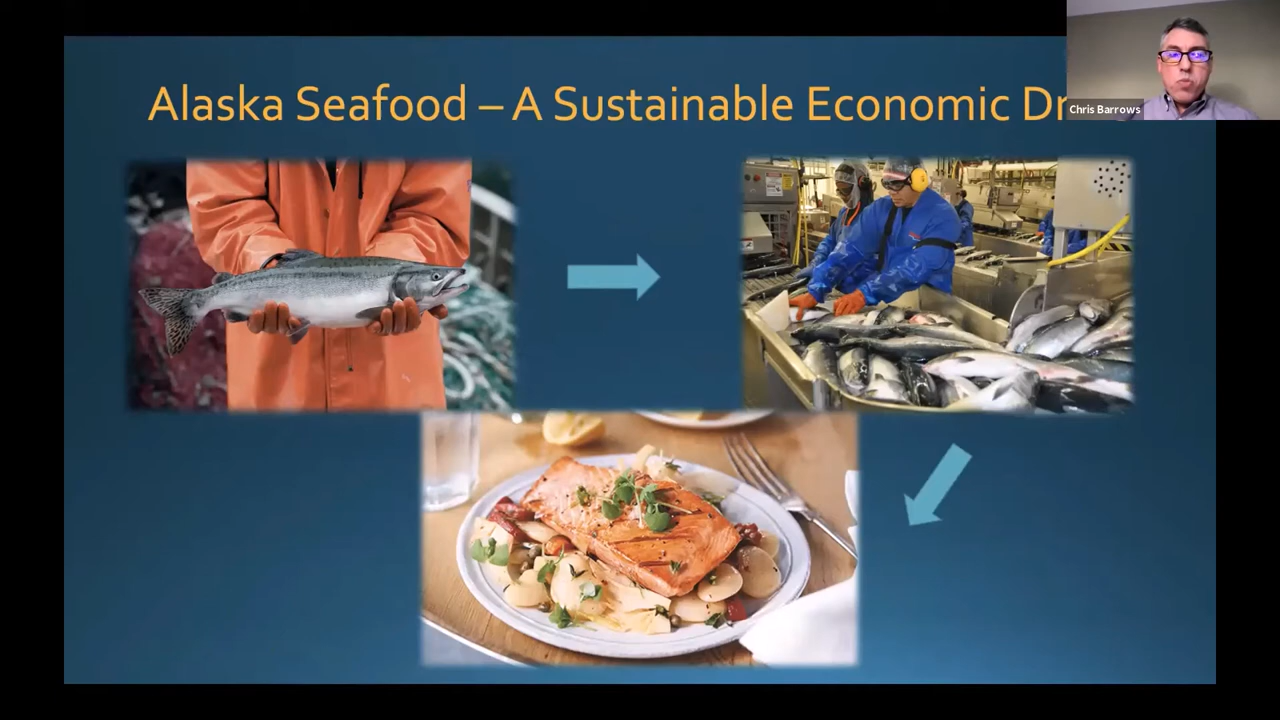 Alaska Seafood – A Sustainable Economic Dr
Chris Barrows